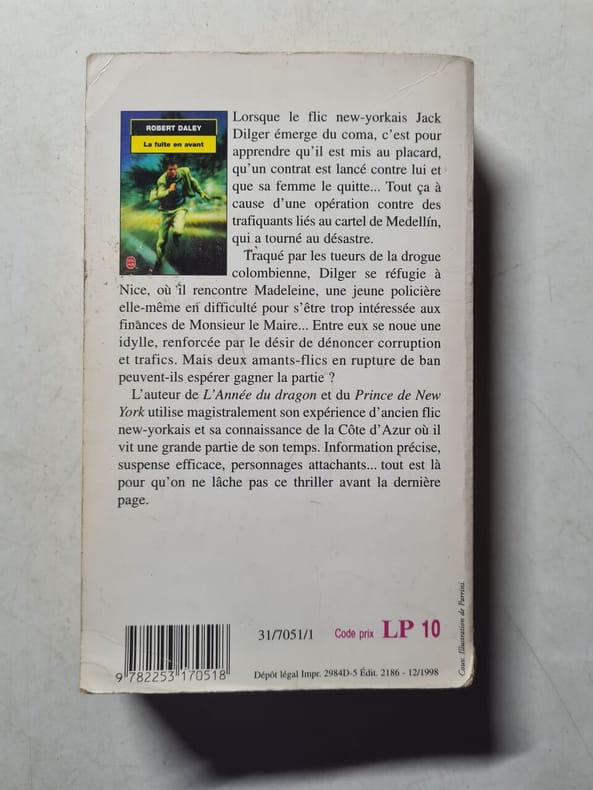 ROBERT DALEY
La fuite en avant
Lorsque le flic new-yorkais Jack
Dilger émerge du coma, c'est pour
apprendre qu'il est mis au placard,
qu'un contrat est lancé contre lui et
que sa femme le quitte... Tout ça à
cause d'une opération contre des
trafiquants liés au cartel de Medellín,
qui a tourné au désastre.
Traqué par les tueurs de la drogue
colombienne, Dilger se réfugie à
Nice, où il rencontre Madeleine, une jeune policière
elle-même en difficulté pour s'être trop intéressée aux
finances de Monsieur le Maire... Entre eux se noue une
idylle, renforcée par le désir de dénoncer corruption
et trafics. Mais deux amants-flics en rupture de ban
peuvent-ils espérer gagner la partie ?
L'auteur de L'Année du dragon et du Prince de New
York utilise magistralement son expérience d'ancien flic
new-yorkais et sa connaissance de la Côte d'Azur où il
vit une grande partie de son temps. Information précise,
suspense efficace, personnages attachants... tout est là
pour qu'on ne lâche pas ce thriller avant la dernière
page.
31/7051/1
Code prix LP 10
9 782253 170518
Dépôt légal Impr. 2984D-5 Édit. 2186 - 12/1998
Couv. Illustration de Parrini.